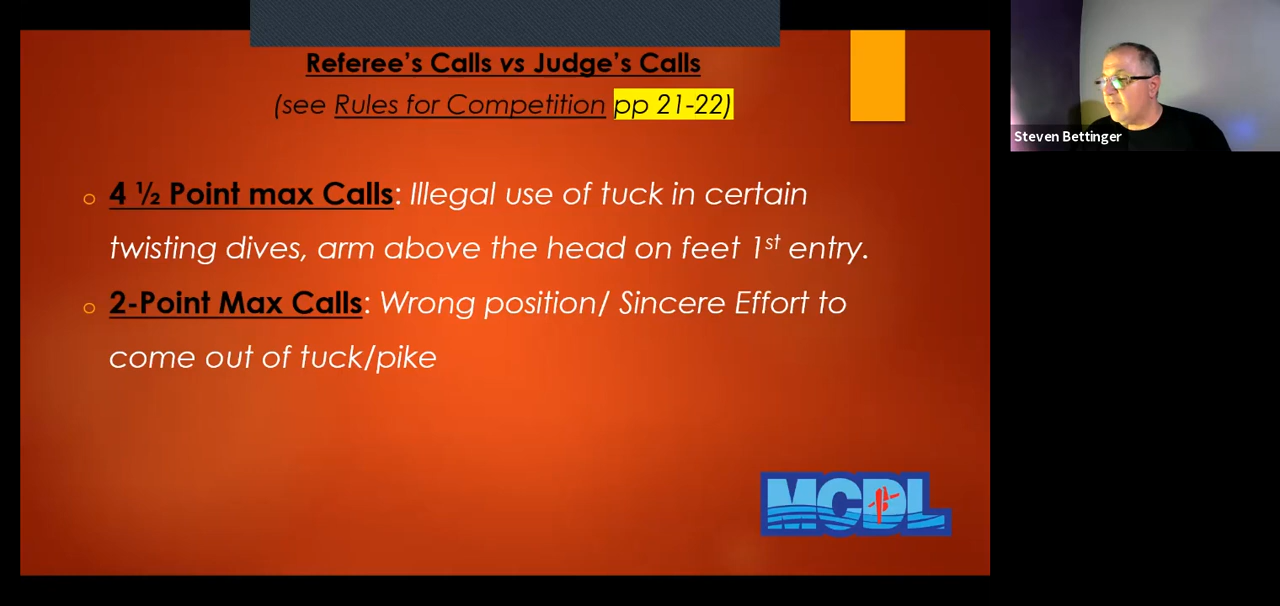 Referee's Calls vs Judge's Calls
(see Rules for Competition pp 21-22)
Steven Bettinger
4 ½ Point max Calls: Illegal use of tuck in certain
twisting dives, arm above the head on feet 1st entry.
2-Point Max Calls: Wrong position/ Sincere Effort to
come out of tuck/pike
MCDL